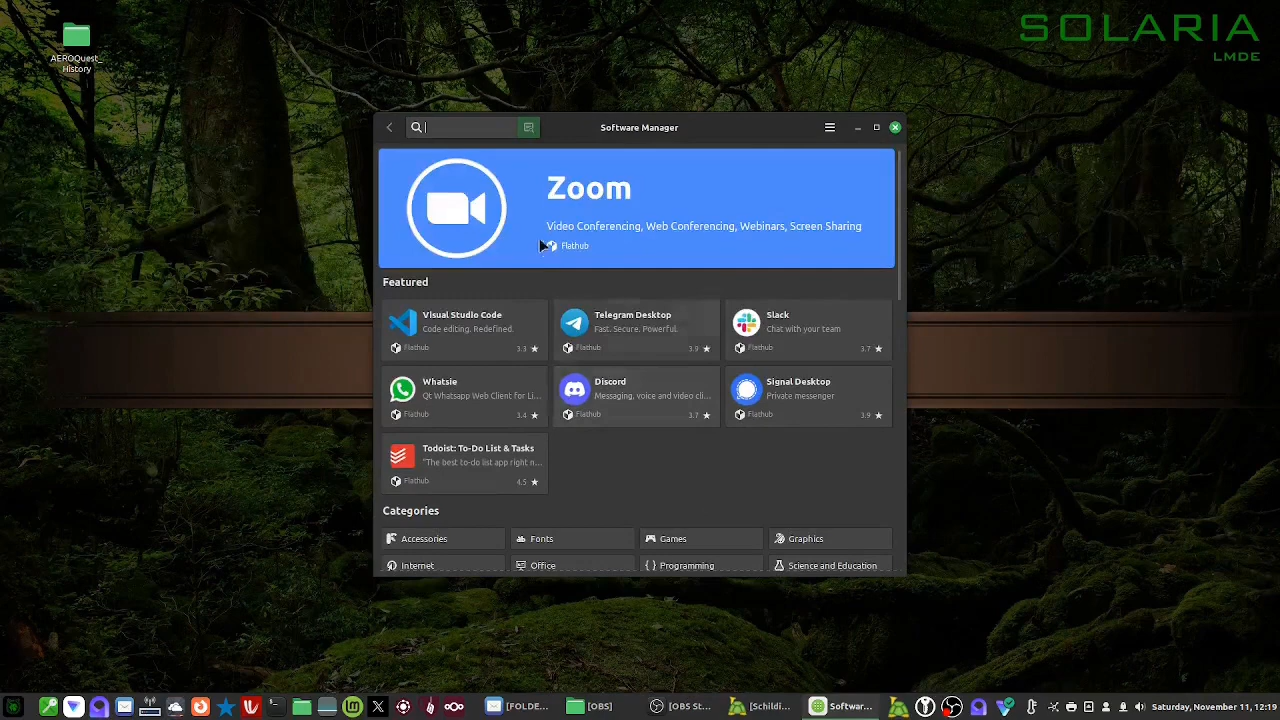 SOLARIA
LMDE
AEROQuest_
History
Software Manager
Zoom
Video Conferencing, Web Conferencing, Webinars, Screen Sharing
Flathub
Featured
Visual Studio Code
Code editing. Redefined.
Flathub 3.3
Telegram Desktop
Fast. Secure. Powerful.
Flathub 3.9
Slack
Chat with your team
Flathub 3.7
Whatsie
Qt Whatsapp Web Client for Li...
Flathub 3.4
Discord
Messaging, voice and video cli...
Flathub 3.7
Signal Desktop
Private messenger
Flathub 3.9
Todoist: To-Do List & Tasks
"The best to-do list app right n...
Flathub 4.5
Categories
Accessories Fonts Games Graphics
Internet Office Programming Science and Education
[FOLDE... [OBS] [OBS St... [Schildi... Softwar... Saturday, November 11, 12:19